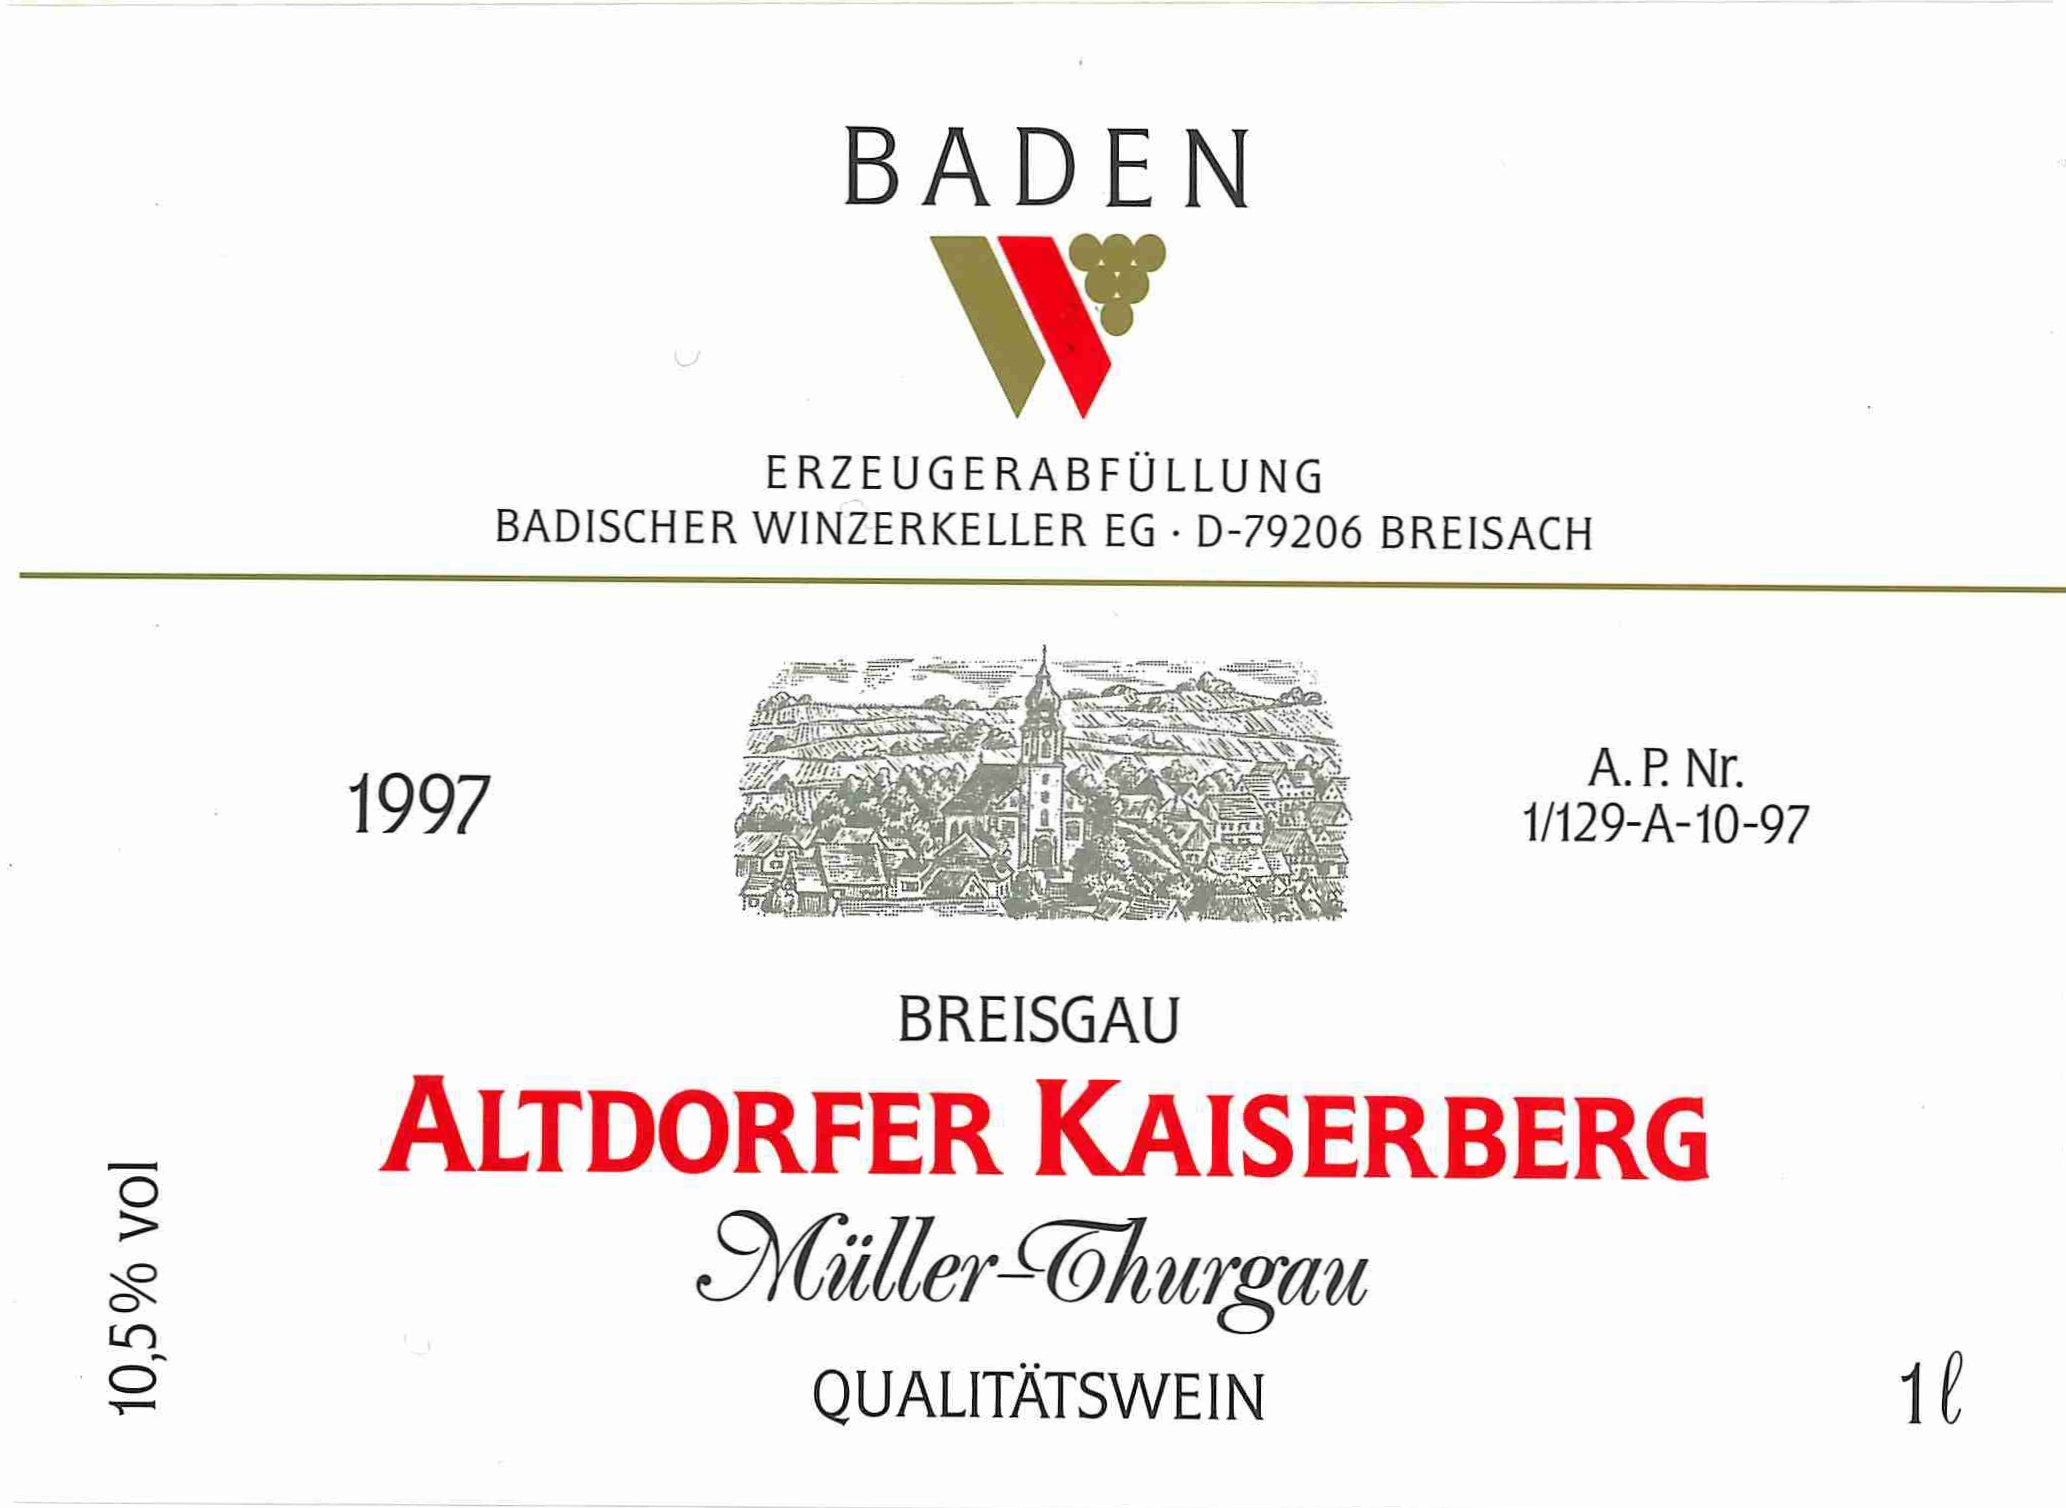 BADEN
ERZEUGERABFÜLLUNG
BADISCHER WINZERKELLER EG · D-79206 BREISACH
1997
A. P. Nr.
1/129-A-10-97
BREISGAU
ALTDORFER KAISERBERG
Müller-Thurgau
QUALITÄTSWEIN
10,5% vol
1 ℓ